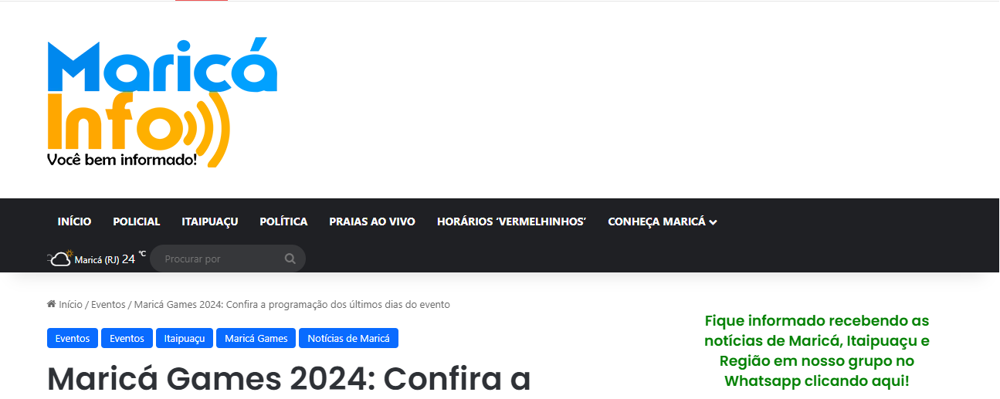 Maricá
Info
Você bem informado!
INÍCIO POLICIAL ITAIPUAÇU POLÍTICA PRAIAS AO VIVO HORÁRIOS ‘VERMELHINHOS’ CONHEÇA MARICÁ
Maricá (RJ) 24 °C Procurar por
Início / Eventos / Maricá Games 2024: Confira a programação dos últimos dias do evento
Eventos Eventos Itaipuaçu Maricá Games Notícias de Maricá
Maricá Games 2024: Confira a
Fique informado recebendo as
notícias de Maricá, Itaipuaçu e
Região em nosso grupo no
Whatsapp clicando aqui!